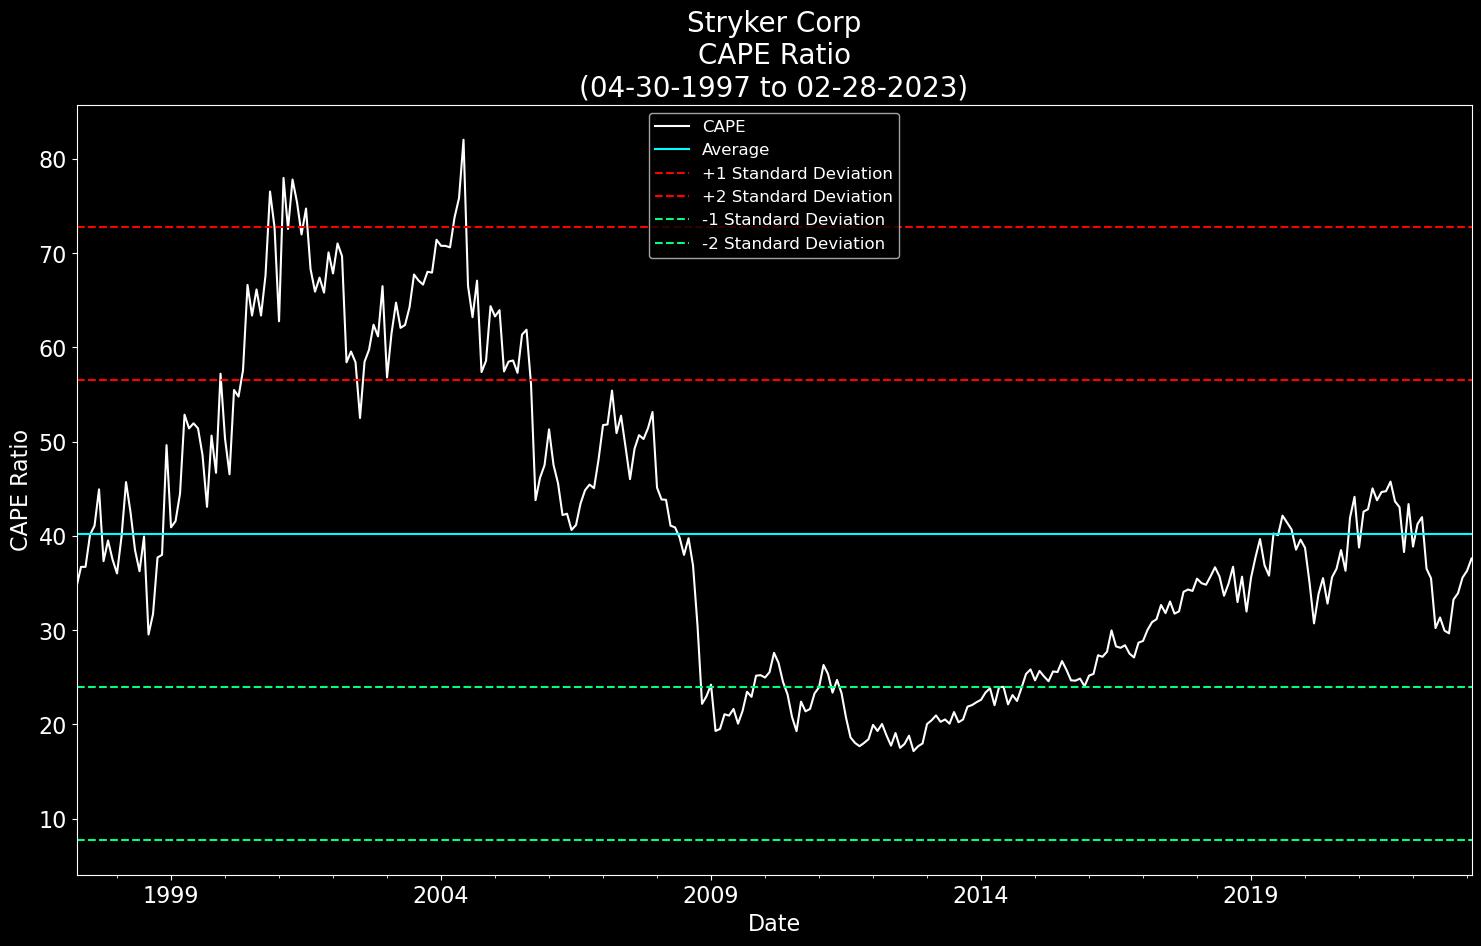 Stryker Corp
CAPE Ratio
(04-30-1997 to 02-28-2023)
CAPE
Average
+1 Standard Deviation
+2 Standard Deviation
-1 Standard Deviation
-2 Standard Deviation
CAPE Ratio
80
70
60
50
40
30
20
10
1999 2004 2009 2014 2019
Date